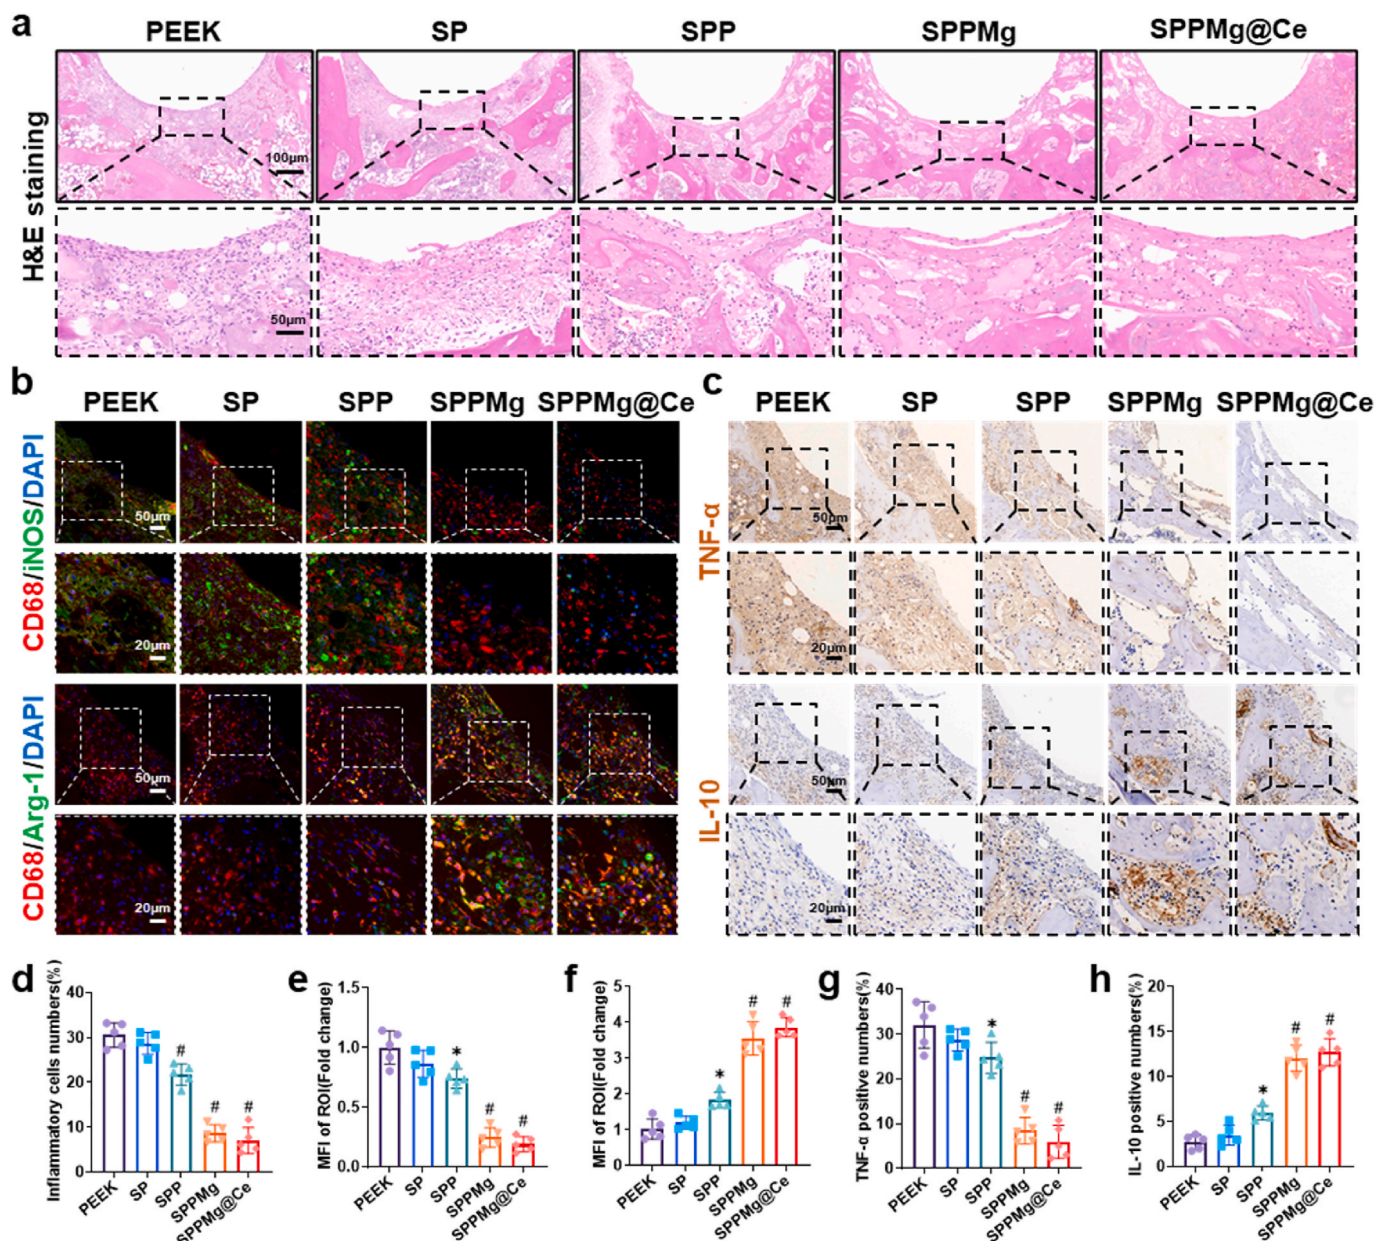 a
PEEK SP SPP SPPMg SPPMg@Ce
H&E staining
100μm
50μm
b
PEEK SP SPP SPPMg SPPMg@Ce
CD68/iNOS/DAPI
50μm
20μm
CD68/Arg-1/DAPI
50μm
20μm
c
PEEK SP SPP SPPMg SPPMg@Ce
TNF-α
50μm
20μm
IL-10
50μm
20μm
d
Inflammatory cells numbers(%)
40
30
20
10
0
# # #
PEEK SP SPP SPPMg SPPMg@Ce
e
MFI of ROI(Fold change)
1.5
1.0
0.5
0.0
* # #
PEEK SP SPP SPPMg SPPMg@Ce
f
MFI of ROI(Fold change)
5
4
3
2
1
0
* # #
PEEK SP SPP SPPMg SPPMg@Ce
g
TNF-α positive numbers(%)
40
30
20
10
0
* # #
PEEK SP SPP SPPMg SPPMg@Ce
h
IL-10 positive numbers(%)
20
15
10
5
0
* # #
PEEK SP SPP SPPMg SPPMg@Ce